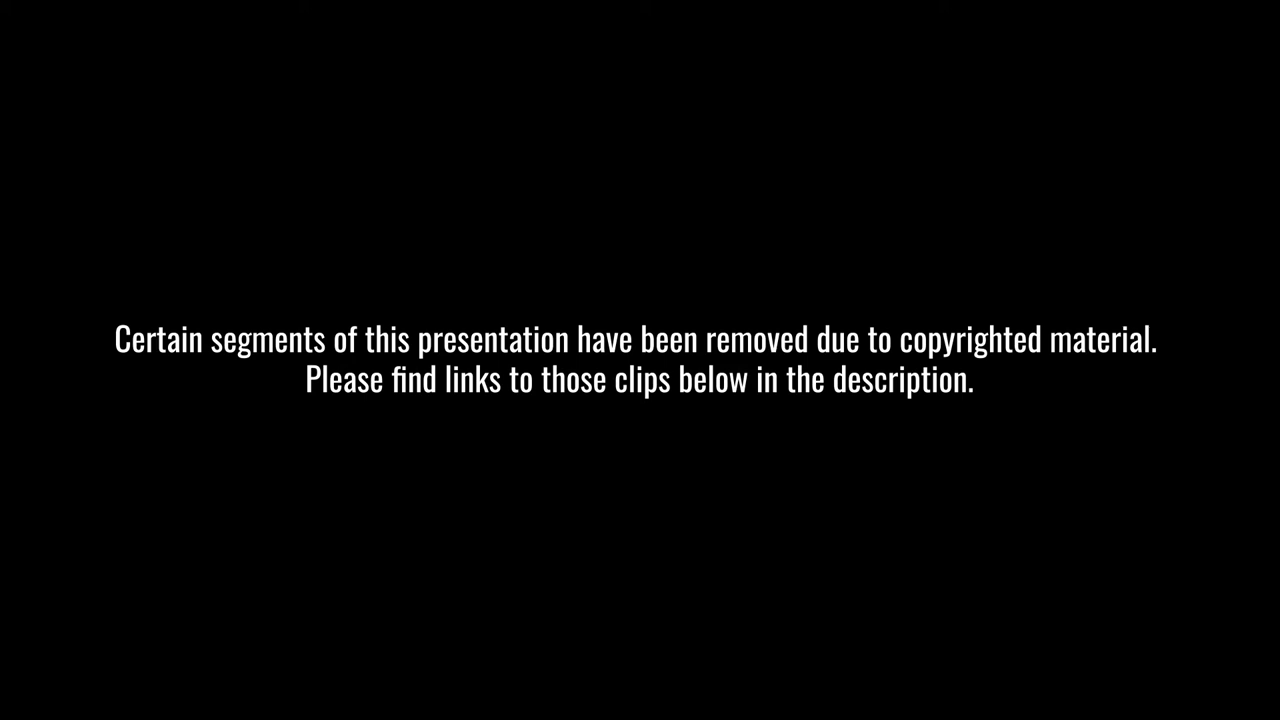 Certain segments of this presentation have been removed due to copyrighted material.
Please find links to those clips below in the description.